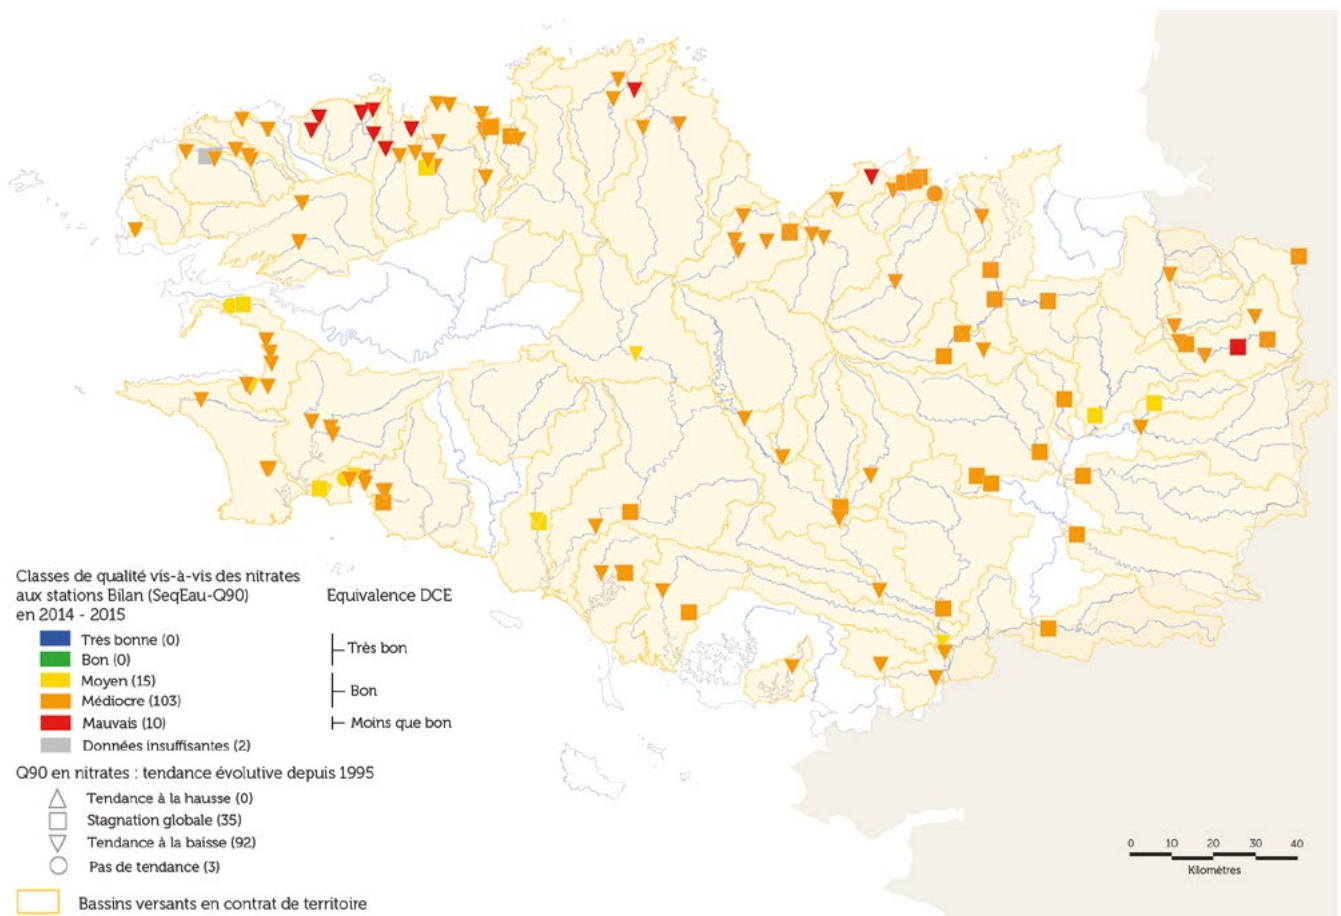 Classes de qualité vis-à-vis des nitrates
aux stations Bilan (SeqEau-Q90)
en 2014 - 2015
Equivalence DCE
Très bonne (0)
Bon (0)
Très bon
Moyen (15)
Médiocre (103)
Bon
Mauvais (10)
Moins que bon
Données insuffisantes (2)
Q90 en nitrates : tendance évolutive depuis 1995
Tendance à la hausse (0)
Stagnation globale (35)
Tendance à la baisse (92)
Pas de tendance (3)
Bassins versants en contrat de territoire
0 10 20 30 40
Kilomètres